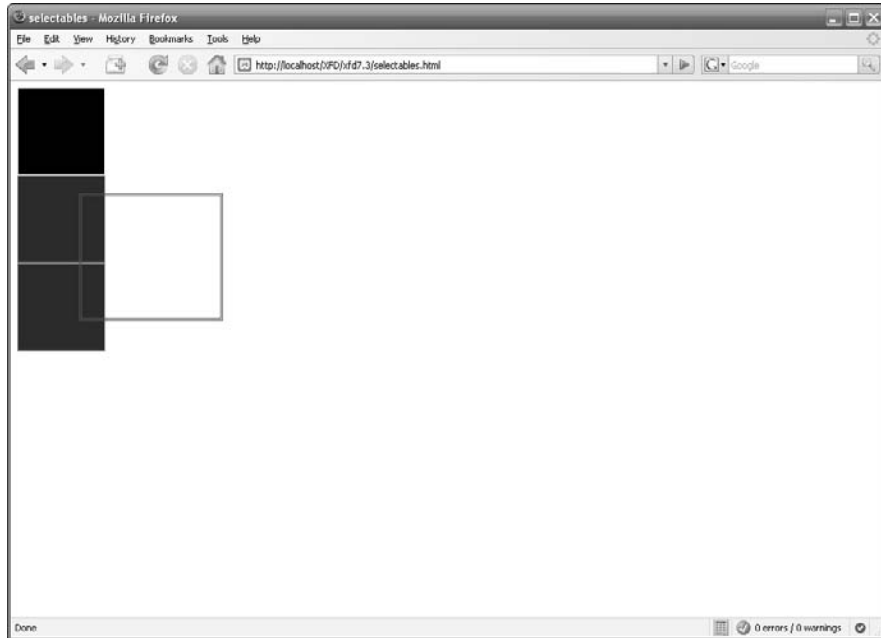 selectables - Mozilla Firefox
File Edit View History Bookmarks Tools Help
http://localhost/XFD/xfd7.3/selectables.html
G Google
Done
0 errors / 0 warnings